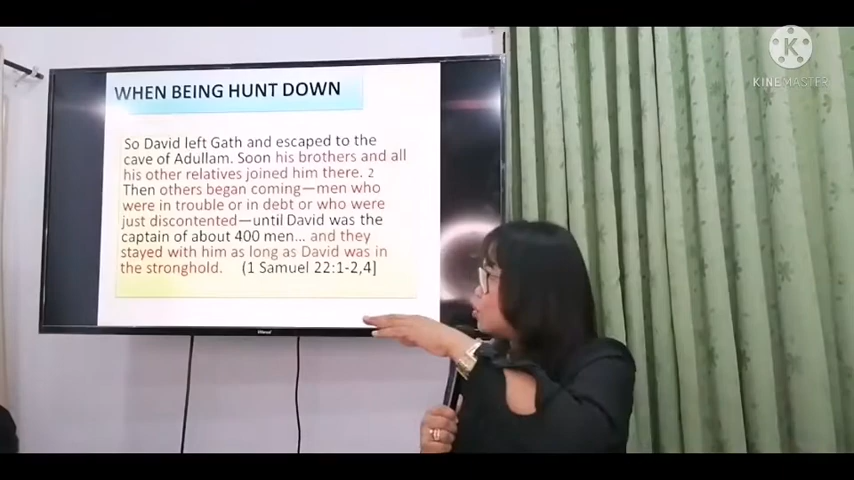 WHEN BEING HUNT DOWN
So David left Gath and escaped to the
cave of Adullam. Soon his brothers and all
his other relatives joined him there. 2
Then others began coming—men who
were in trouble or in debt or who were
just discontented—until David was the
captain of about 400 men... and they
stayed with him as long as David was in
the stronghold. (1 Samuel 22:1-2,4]
K
KINEMASTER